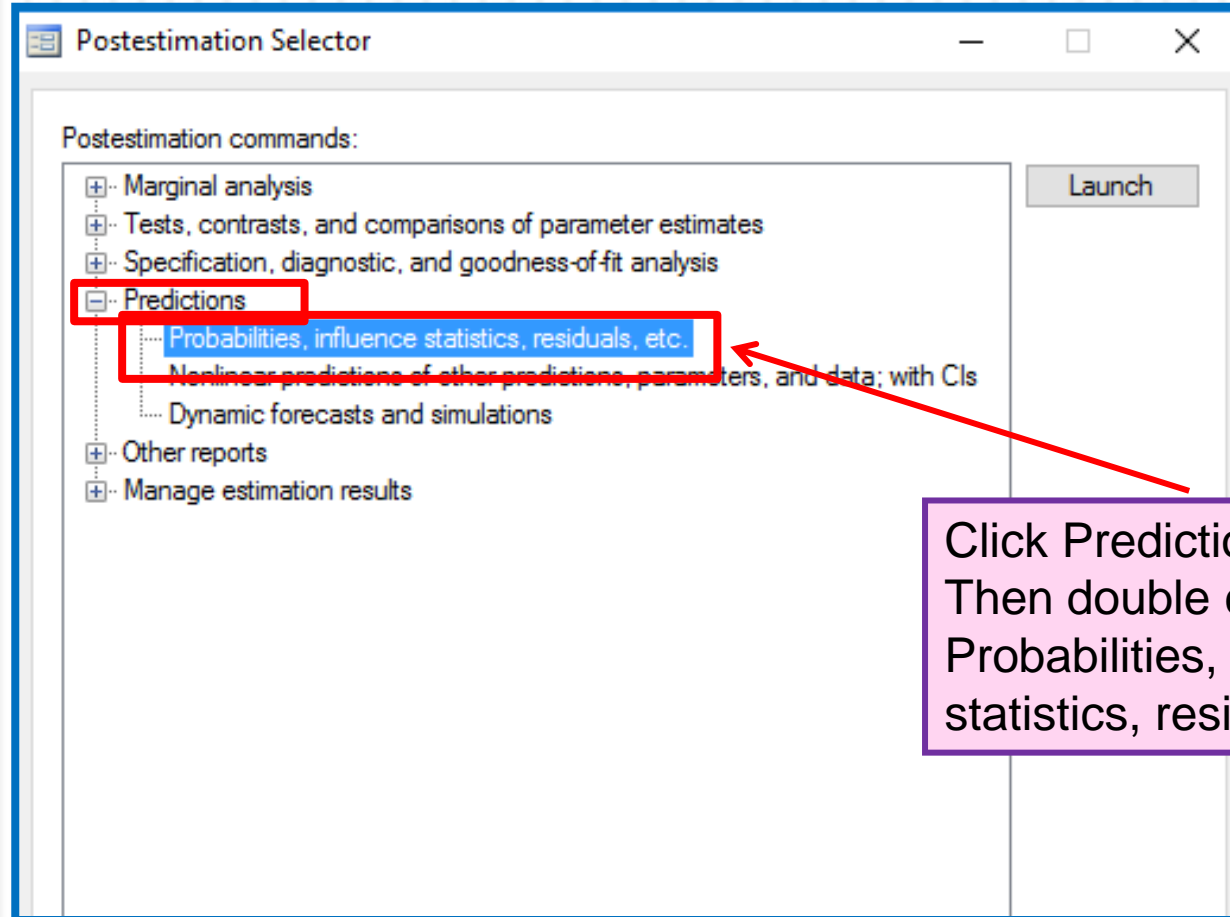 Postestimation Selector
Postestimation commands:
Marginal analysis
Launch
Tests, contrasts, and comparisons of parameter estimates
Specification, diagnostic, and goodness-of-fit analysis
Predictions
Probabilities, influence statistics, residuals, etc.
Nonlinear predictions of other predictions, parameters, and data; with CIs
Dynamic forecasts and simulations
Other reports
Manage estimation results
Click
Then double
Probabilities,
statistics,